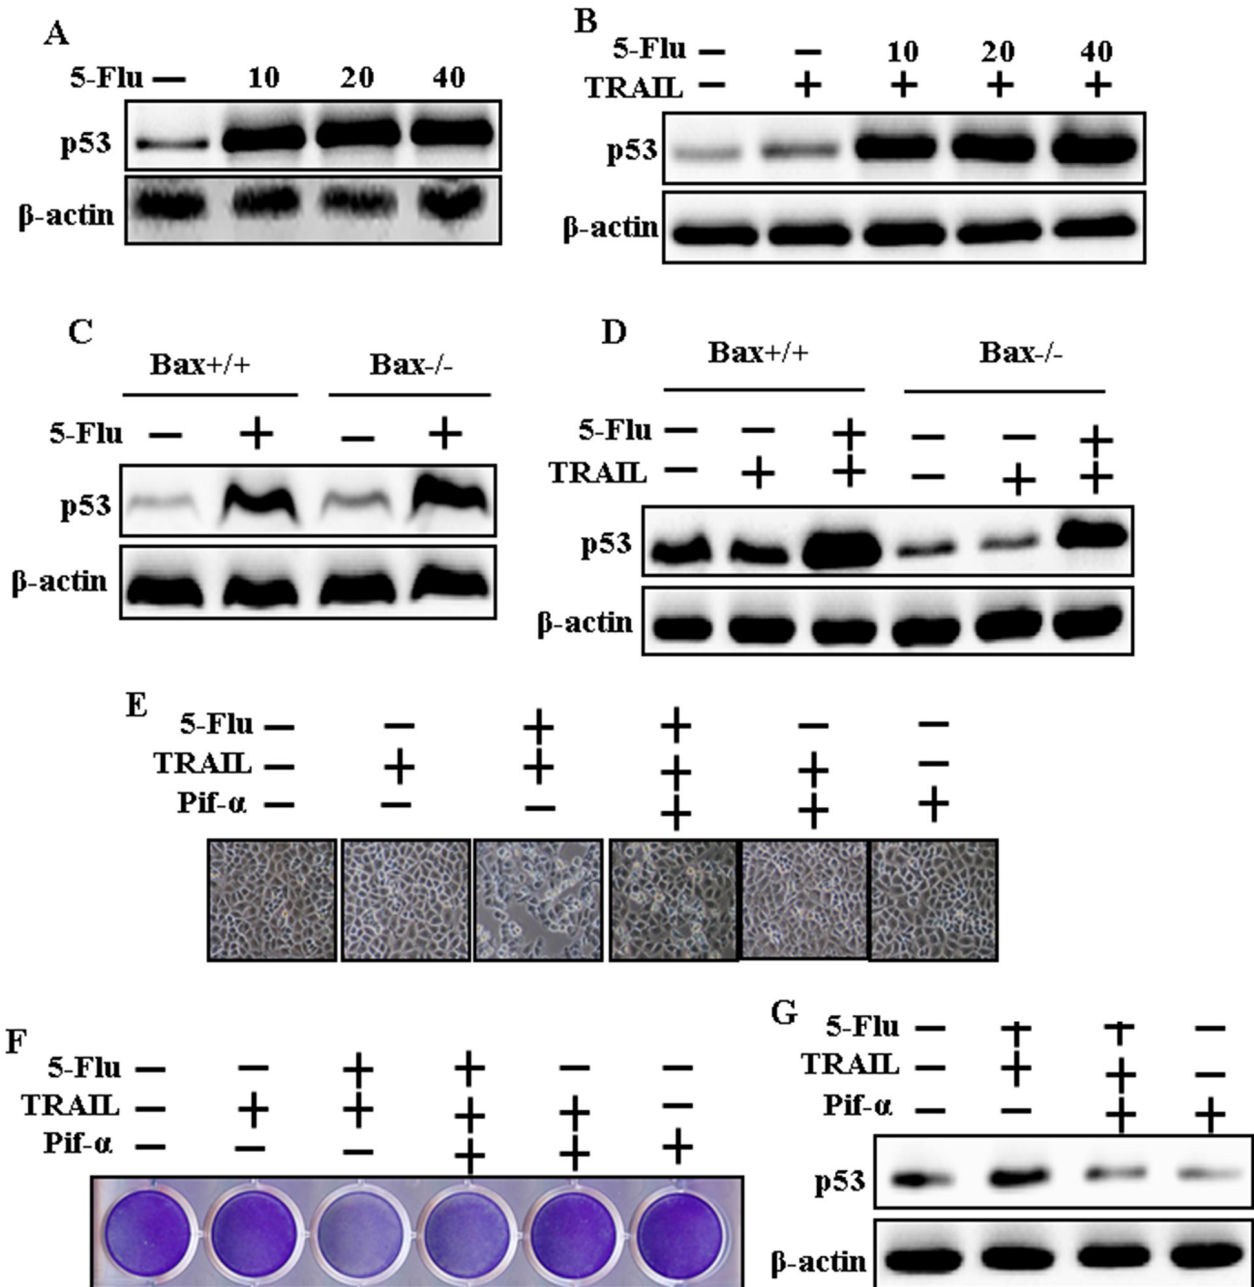 A
5-Flu — 10 20 40
p53
β-actin
B
5-Flu — — 10 20 40
TRAIL — + + + +
p53
β-actin
C
Bax+/+ Bax-/-
5-Flu — + — +
p53
β-actin
D
Bax+/+ Bax-/-
5-Flu — — + — — +
TRAIL — + + — + +
p53
β-actin
E
5-Flu — — + + — —
TRAIL — + + + + —
Pif-α — — — + + +
F
5-Flu — — + + — —
TRAIL — + + + + —
Pif-α — — — + + +
G
5-Flu — + + —
TRAIL — + + —
Pif-α — — + +
p53
β-actin